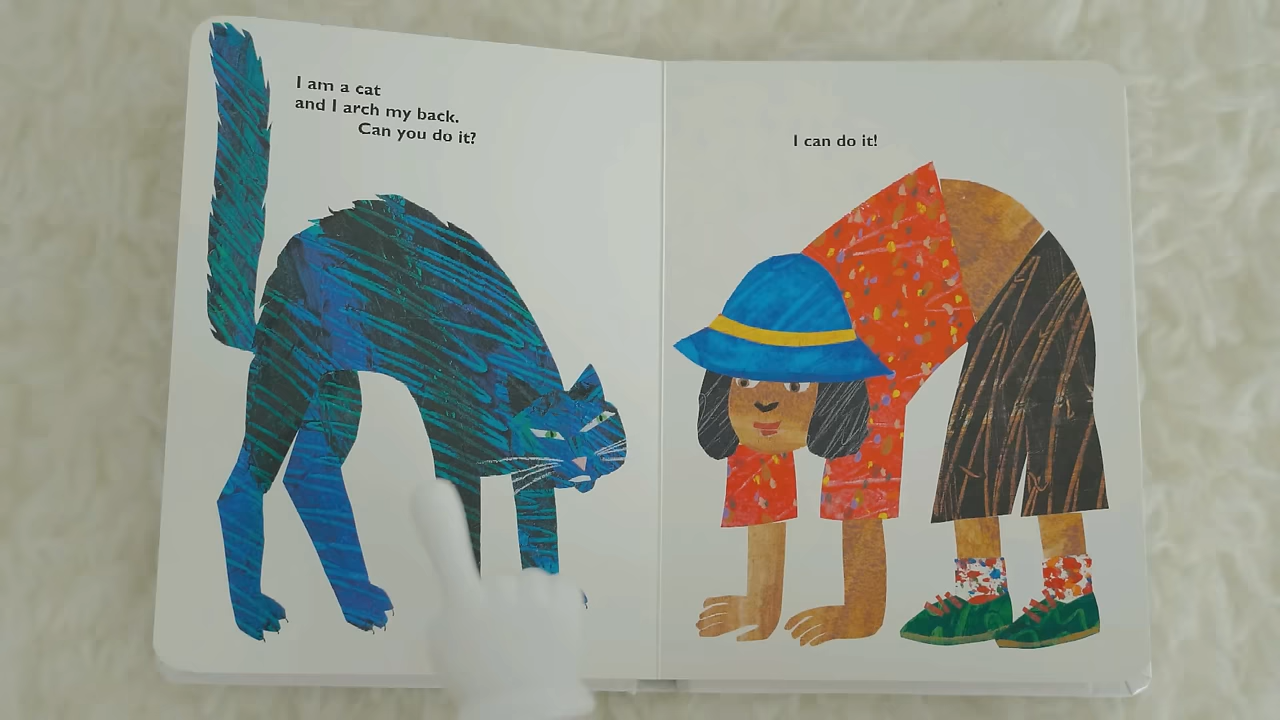 I am a cat
and I arch my back.
Can you do it?
I can do it!